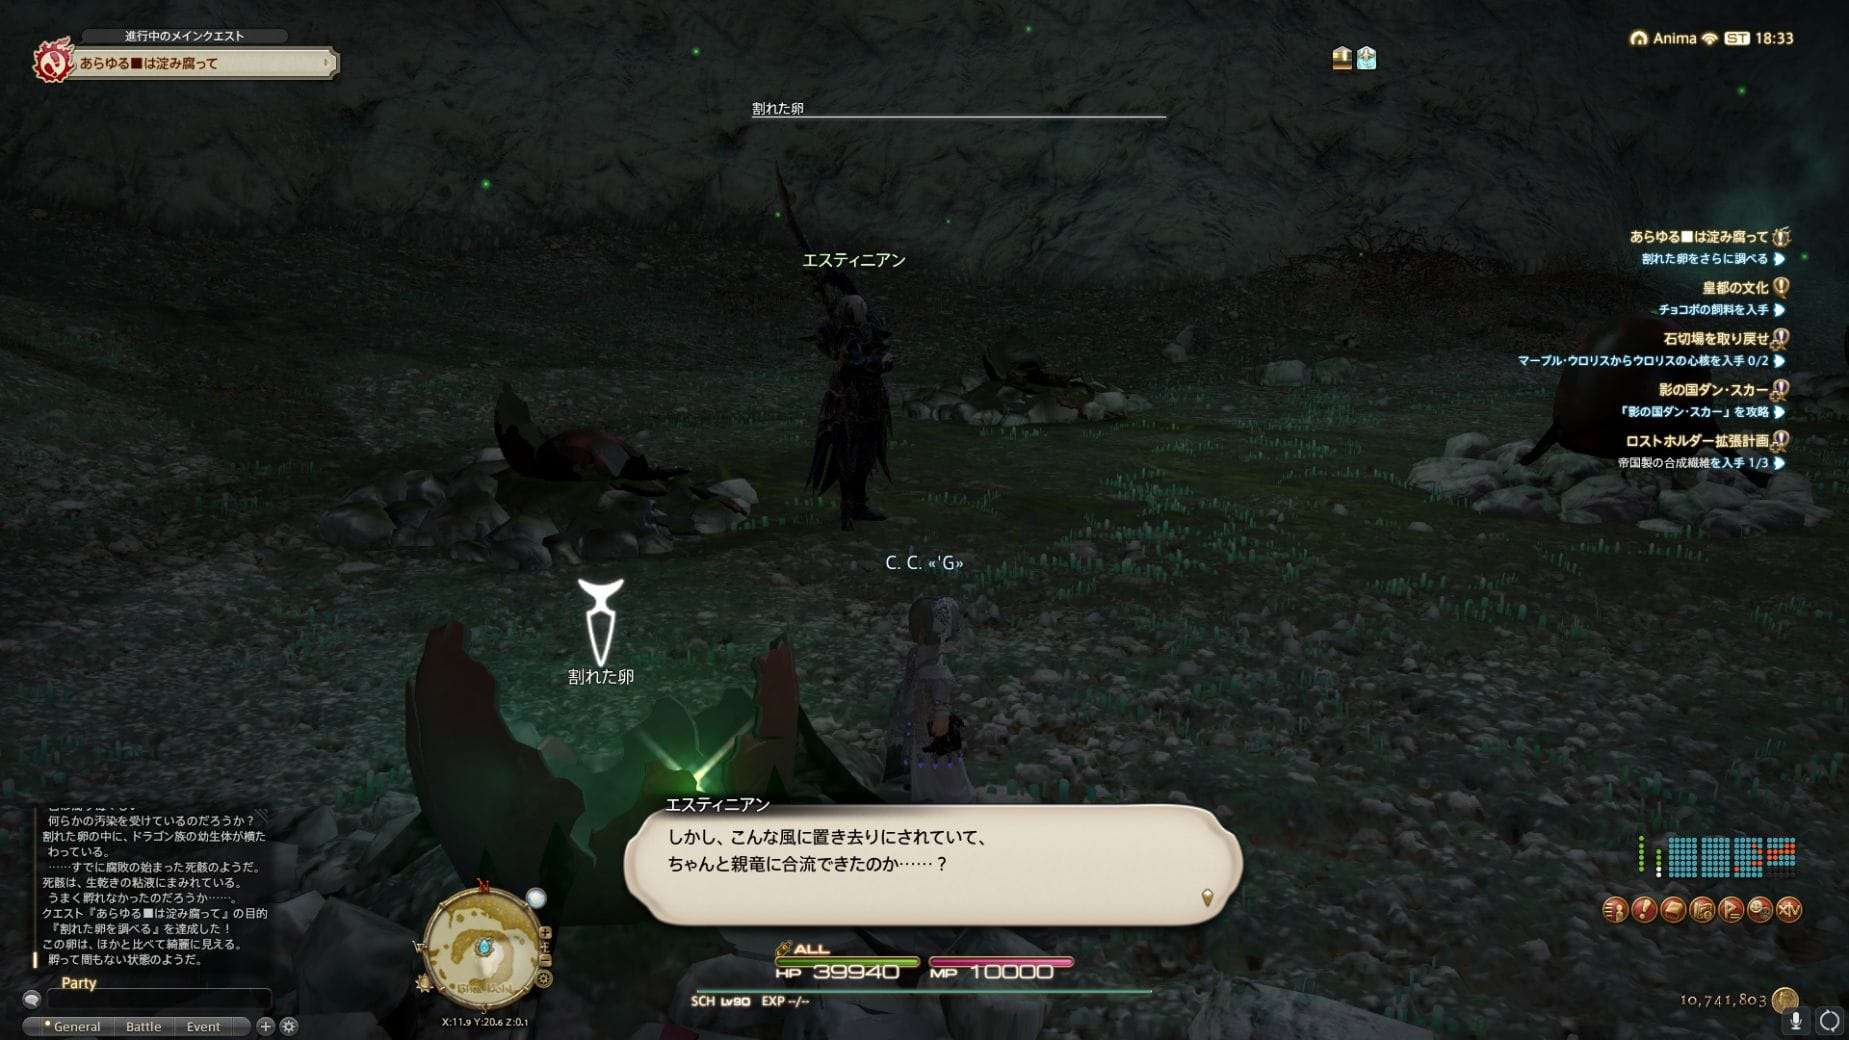 進行中のメインクエスト
あらゆる■は淀み腐って
割れた卵
Anima ST 18:33
エスティニアン
あらゆる■は淀み腐って
割れた卵をさらに調べる
皇都の文化
チョコボの飼料を入手
石切場を取り戻せ
マーブル・ウロリスからウロリスの心核を入手 0/2
影の国ダン・スカー
「影の国ダン・スカー」を攻略
ロストホルダー拡張計画
帝国製の合成繊維を入手 1/3
C. C. «'G»
割れた卵
エスティニアン
しかし、こんな風に置き去りにされていて、
ちゃんと親竜に合流できたのか……？
何らかの汚染を受けているのだろうか？
割れた卵の中に、ドラゴン族の幼生体が横た
わっている。
……すでに腐敗の始まった死骸のようだ。
死骸は、生乾きの粘液にまみれている。
うまく孵れなかったのだろうか……。
クエスト『あらゆる■は淀み腐って』の目的
『割れた卵を調べる』を達成した！
この卵は、ほかと比べて綺麗に見える。
孵って間もない状態のようだ。
Party
General Battle Event
N
X:11.9 Y:20.6 Z:0.1
ALL
HP 39940 MP 10000
SCH Lv90 EXP --/--
XIV
10,741,803